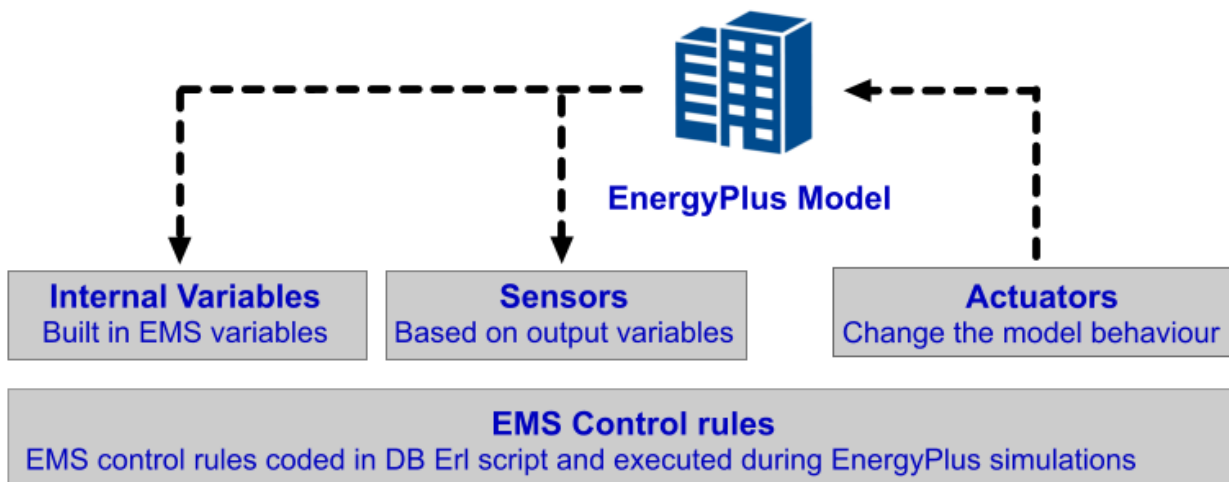 EnergyPlus Model
Internal Variables
Built in EMS variables
Sensors
Based on output variables
Actuators
Change the model behaviour
EMS Control rules
EMS control rules coded in DB Erl script and executed during EnergyPlus simulations